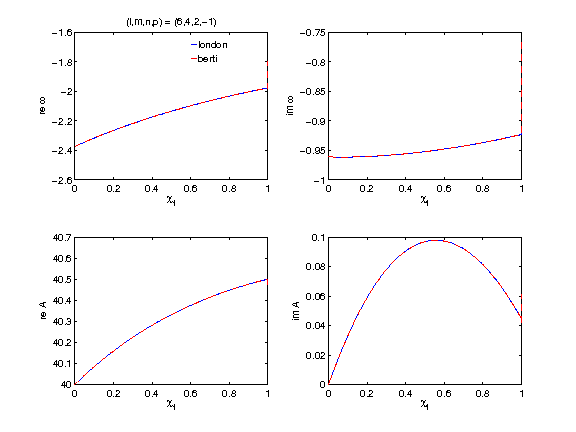 (l,m,n,p) = (6,4,2,−1)
−1.6
−1.8
−2
−2.2
−2.4
−2.6
0 0.2 0.4 0.6 0.8 1
re ω
χf
london
berti
−0.75
−0.8
−0.85
−0.9
−0.95
−1
0 0.2 0.4 0.6 0.8 1
im ω
χf
40.7
40.6
40.5
40.4
40.3
40.2
40.1
40
0 0.2 0.4 0.6 0.8 1
re A
χf
0.1
0.08
0.06
0.04
0.02
0
0 0.2 0.4 0.6 0.8 1
im A
χf